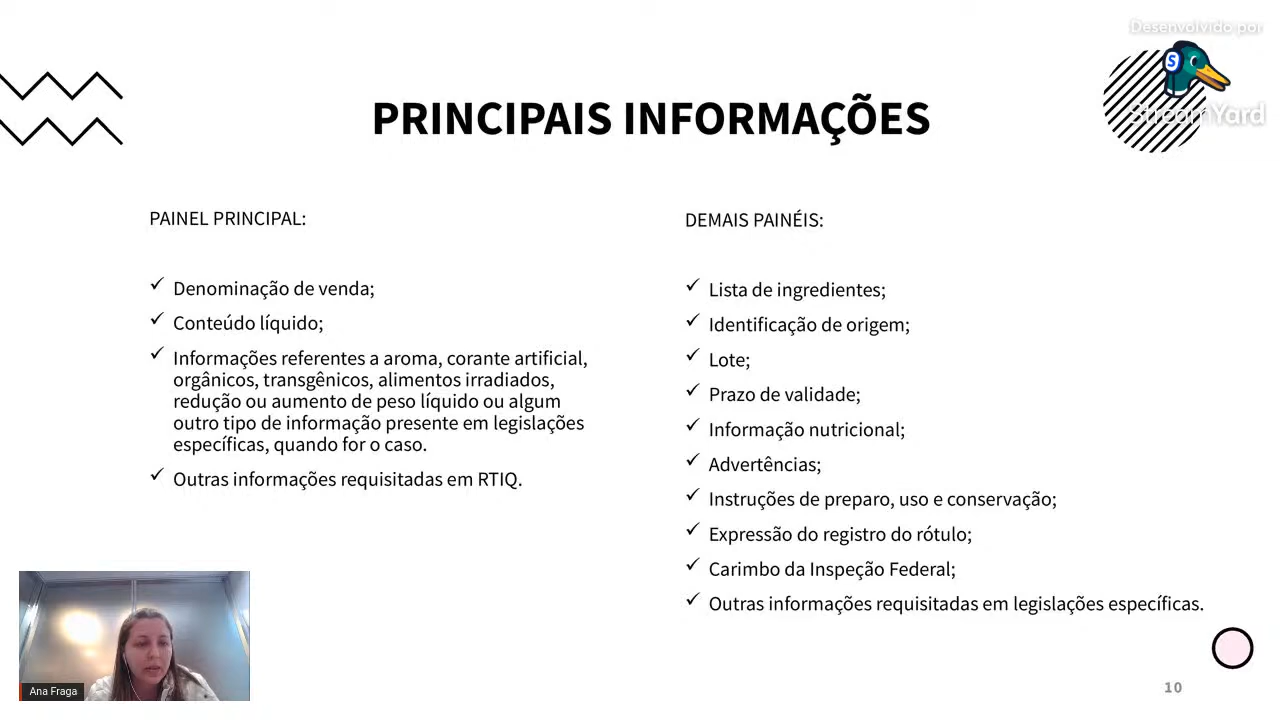 Desenvolvido por
S
StreamYard
PRINCIPAIS INFORMAÇÕES
PAINEL PRINCIPAL:
✓ Denominação de venda;
✓ Conteúdo líquido;
✓ Informações referentes a aroma, corante artificial,
orgânicos, transgênicos, alimentos irradiados,
redução ou aumento de peso líquido ou algum
outro tipo de informação presente em legislações
específicas, quando for o caso.
✓ Outras informações requisitadas em RTIQ.
DEMAIS PAINÉIS:
✓ Lista de ingredientes;
✓ Identificação de origem;
✓ Lote;
✓ Prazo de validade;
✓ Informação nutricional;
✓ Advertências;
✓ Instruções de preparo, uso e conservação;
✓ Expressão do registro do rótulo;
✓ Carimbo da Inspeção Federal;
✓ Outras informações requisitadas em legislações específicas.
Ana Fraga
10